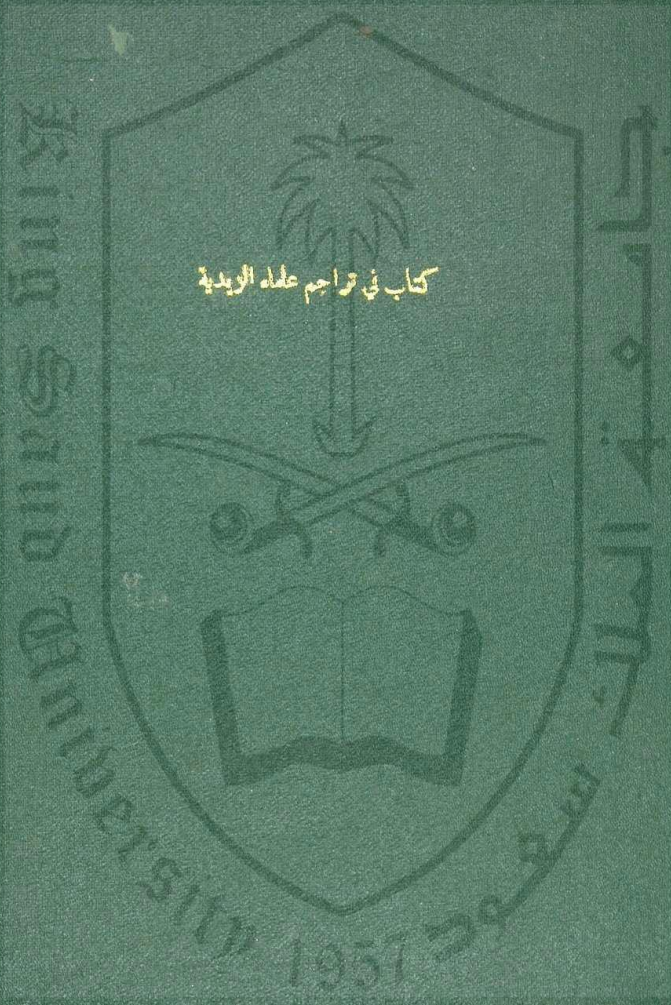 كتاب في تراجم علماء الزيدية
King Saud University 1957
جامعة الملك سعود